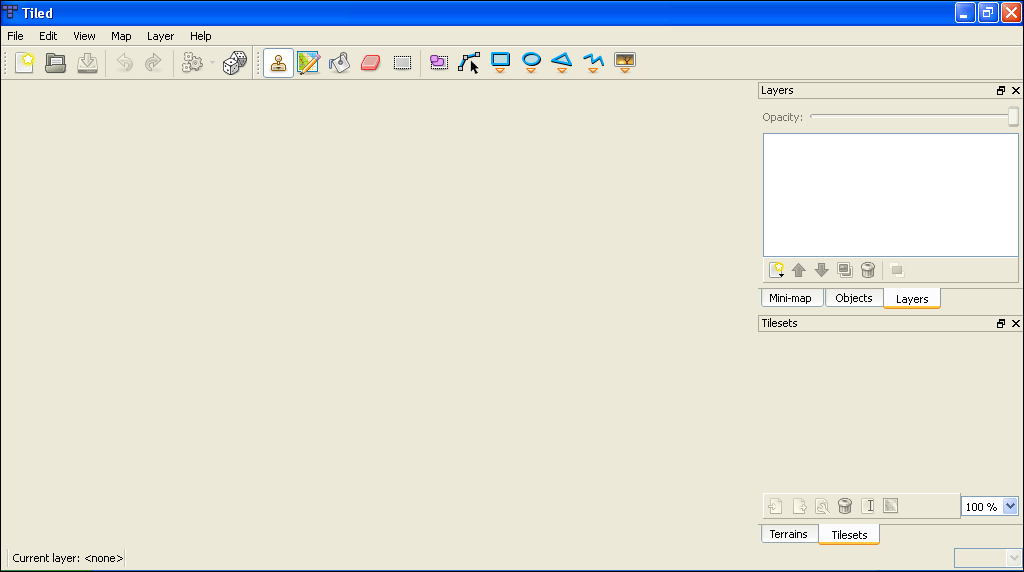 Tiled
File Edit View Map Layer Help
Layers
Opacity:
Mini-map Objects Layers
Tilesets
100 %
Terrains Tilesets
Current layer: <none>